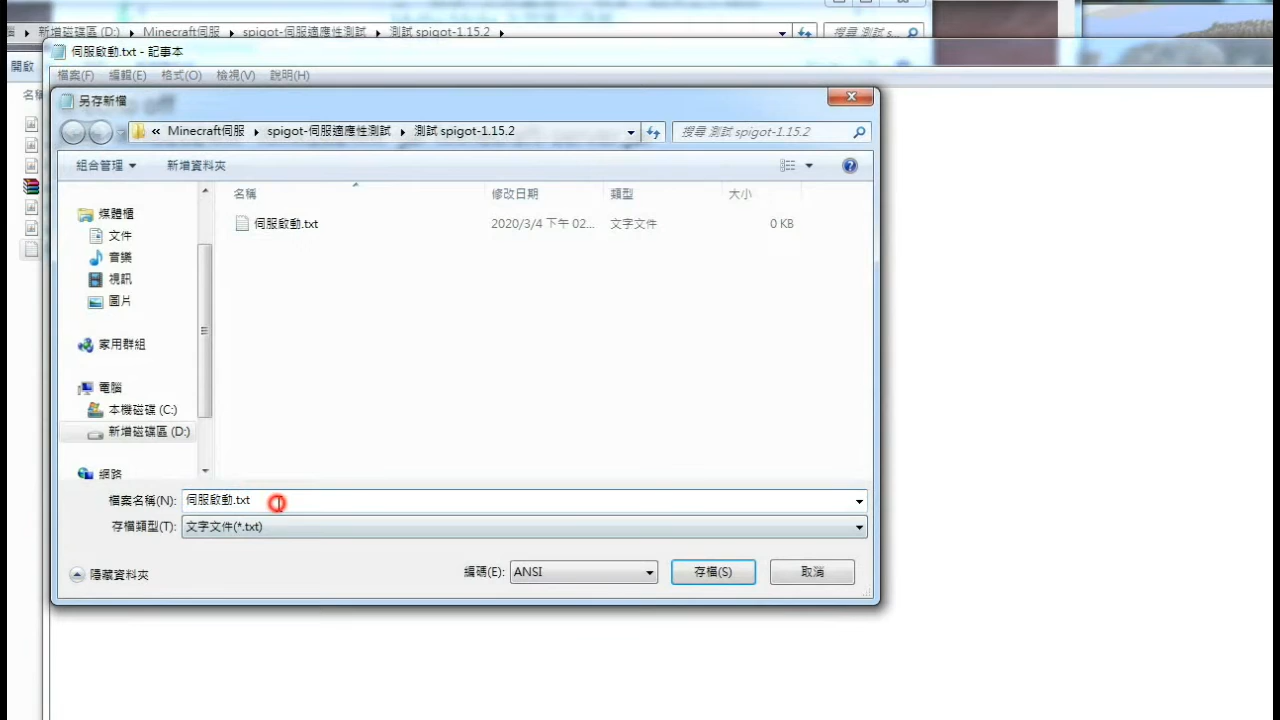 新增磁碟區 (D:) Minecraft伺服 spigot-伺服適應性測試 測試 spigot-1.15.2 搜尋 測試 s...
伺服啟動.txt - 記事本
開啟
檔案(F) 編輯(E) 格式(O) 檢視(V) 說明(H)
off
另存新檔
« Minecraft伺服 spigot-伺服適應性測試 測試 spigot-1.15.2 搜尋 測試 spigot-1.15.2
組合管理 新增資料夾
名稱 修改日期 類型 大小
伺服啟動.txt 2020/3/4 下午 02... 文字文件 0 KB
媒體櫃
文件
音樂
視訊
圖片
家用群組
電腦
本機磁碟 (C:)
新增磁碟區 (D:)
網路
檔案名稱(N): 伺服啟動.txt
存檔類型(T): 文字文件(*.txt)
隱藏資料夾 編碼(E): ANSI 存檔(S) 取消